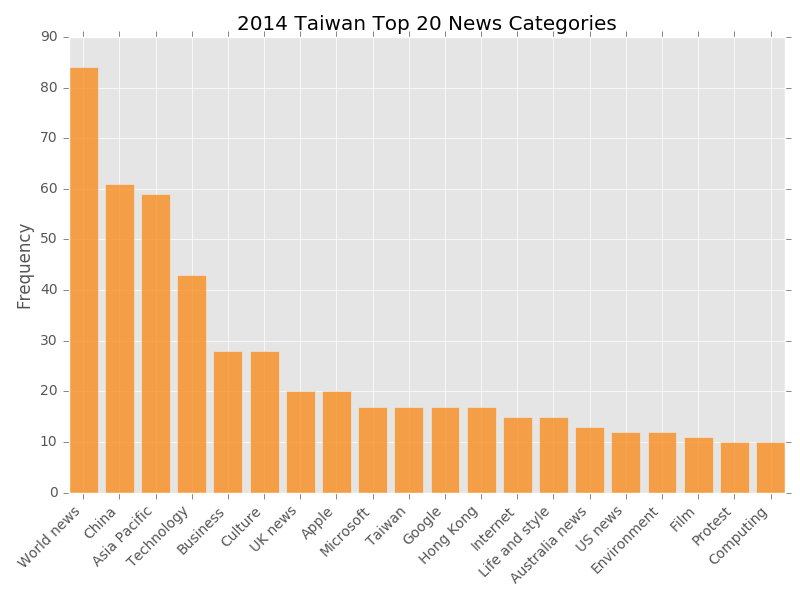 2014 Taiwan Top 20 News Categories
90
80
70
60
50
40
30
20
10
0
Frequency
World news
China
Asia Pacific
Technology
Business
Culture
UK news
Apple
Microsoft
Taiwan
Google
Hong Kong
Internet
Life and style
Australia news
US news
Environment
Film
Protest
Computing